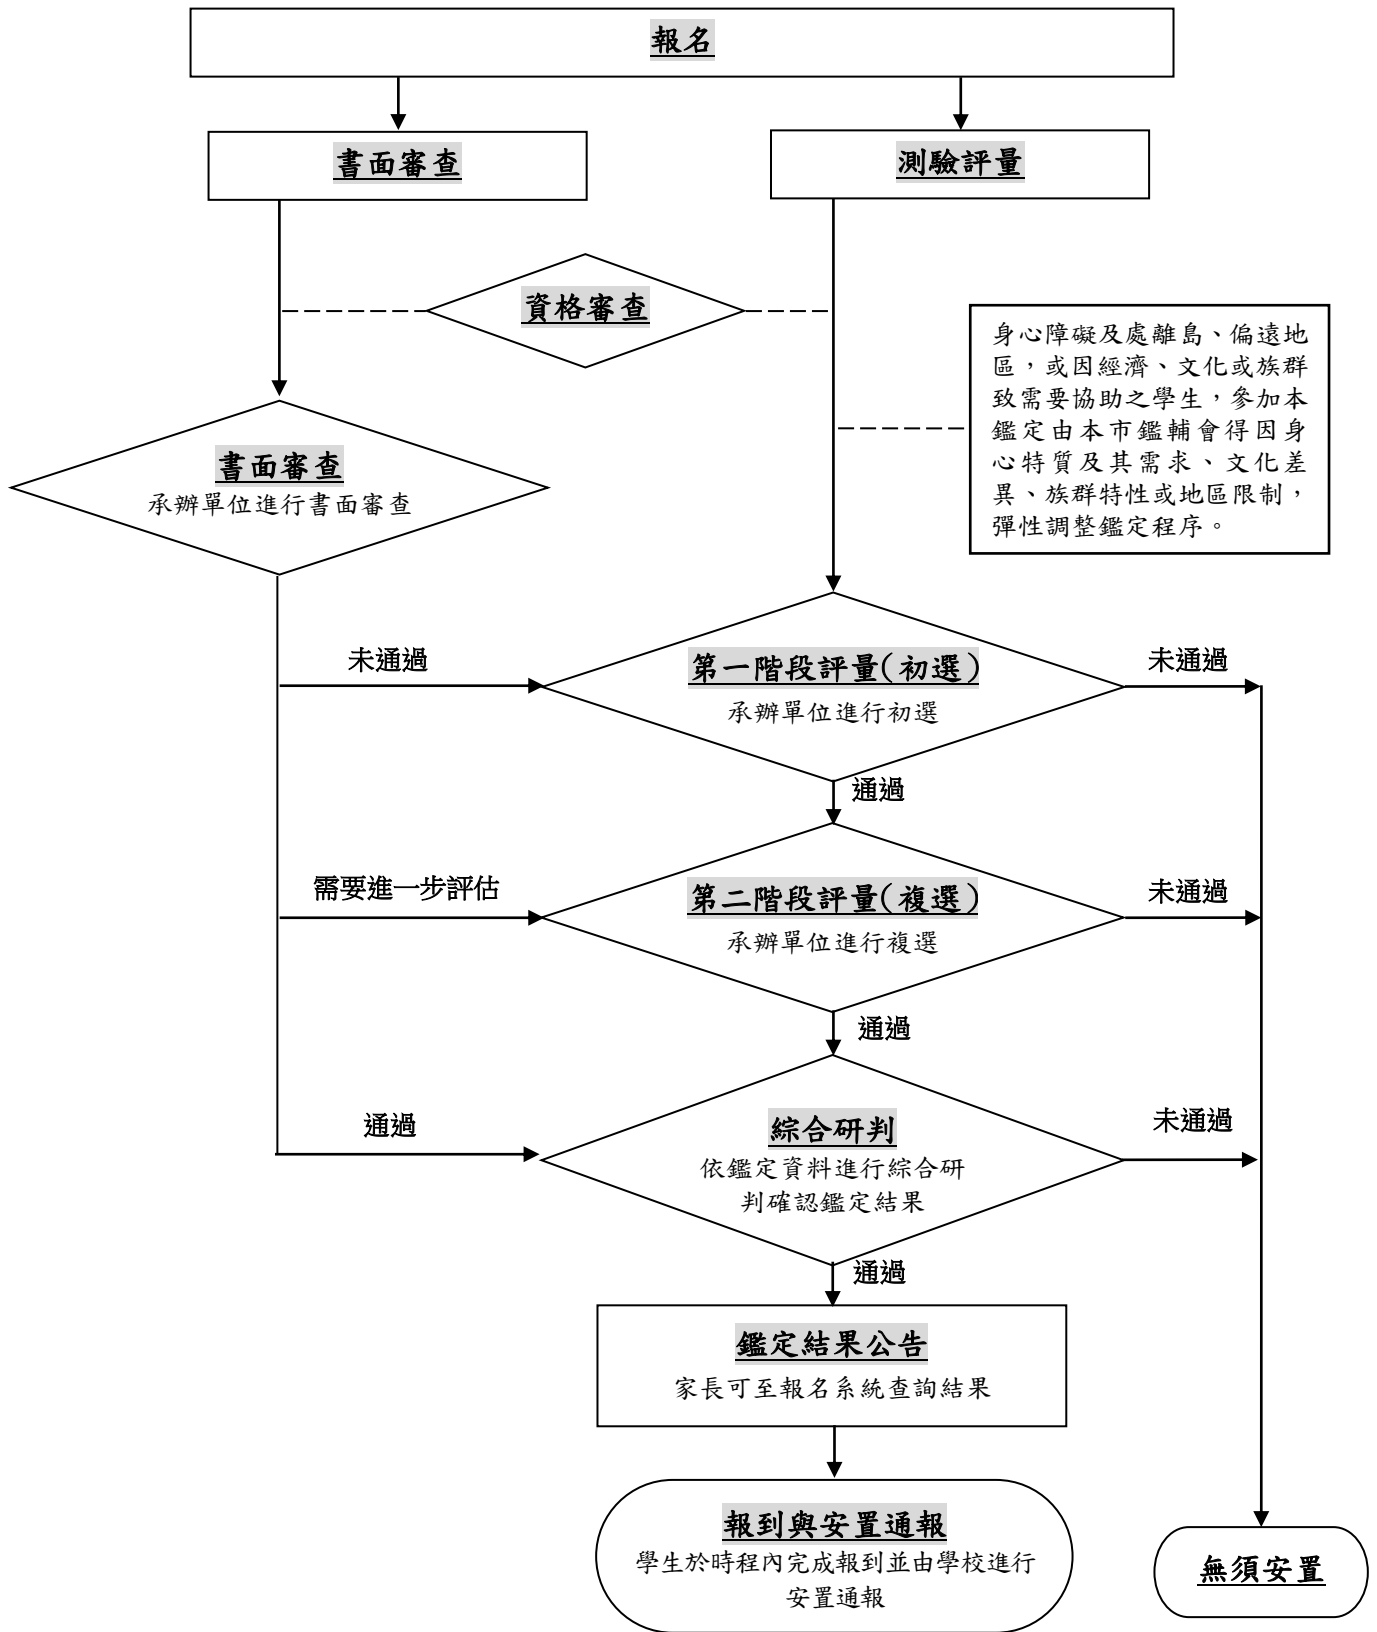 報名
書面審查
測驗評量
資格審查
身心障礙及處離島、偏遠地
區，或因經濟、文化或族群
致需要協助之學生，參加本
鑑定由本市鑑輔會得因身
心特質及其需求、文化差
異、族群特性或地區限制，
彈性調整鑑定程序。
書面審查
承辦單位進行書面審查
未通過
第一階段評量(初選)
承辦單位進行初選
未通過
通過
需要進一步評估
第二階段評量(複選)
承辦單位進行複選
未通過
通過
通過
綜合研判
依鑑定資料進行綜合研
判確認鑑定結果
未通過
通過
鑑定結果公告
家長可至報名系統查詢結果
報到與安置通報
學生於時程內完成報到並由學校進行
安置通報
無須安置